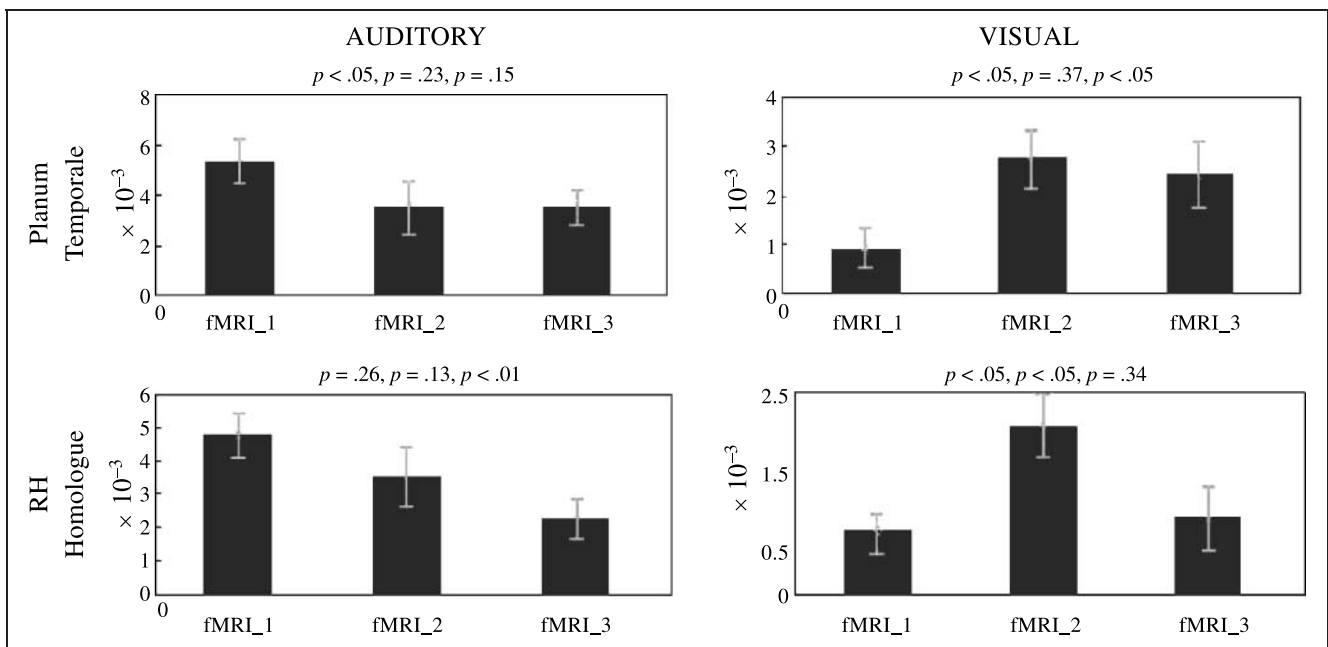 AUDITORY
VISUAL
p < .05, p = .23, p = .15
p < .05, p = .37, p < .05
Planum
Temporale
× 10⁻³
8
6
4
2
0
0
fMRI_1
fMRI_2
fMRI_3
× 10⁻³
4
3
2
1
0
0
fMRI_1
fMRI_2
fMRI_3
p = .26, p = .13, p < .01
p < .05, p < .05, p = .34
RH
Homologue
× 10⁻³
6
5
4
3
2
1
0
0
fMRI_1
fMRI_2
fMRI_3
× 10⁻³
2.5
1.5
0.5
0
fMRI_1
fMRI_2
fMRI_3